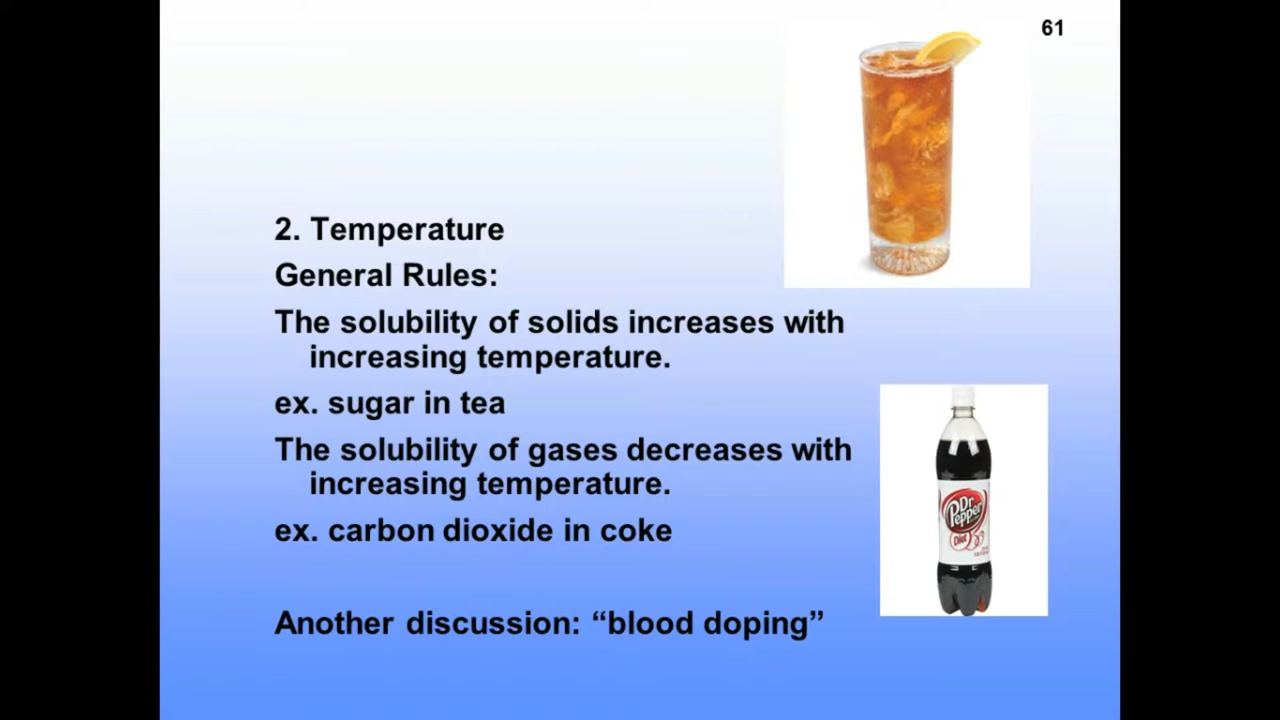 61
2. Temperature
General Rules:
The solubility of solids increases with
increasing temperature.
ex. sugar in tea
The solubility of gases decreases with
increasing temperature.
ex. carbon dioxide in coke
Dr
Pepper
Diet
Another discussion: “blood doping”